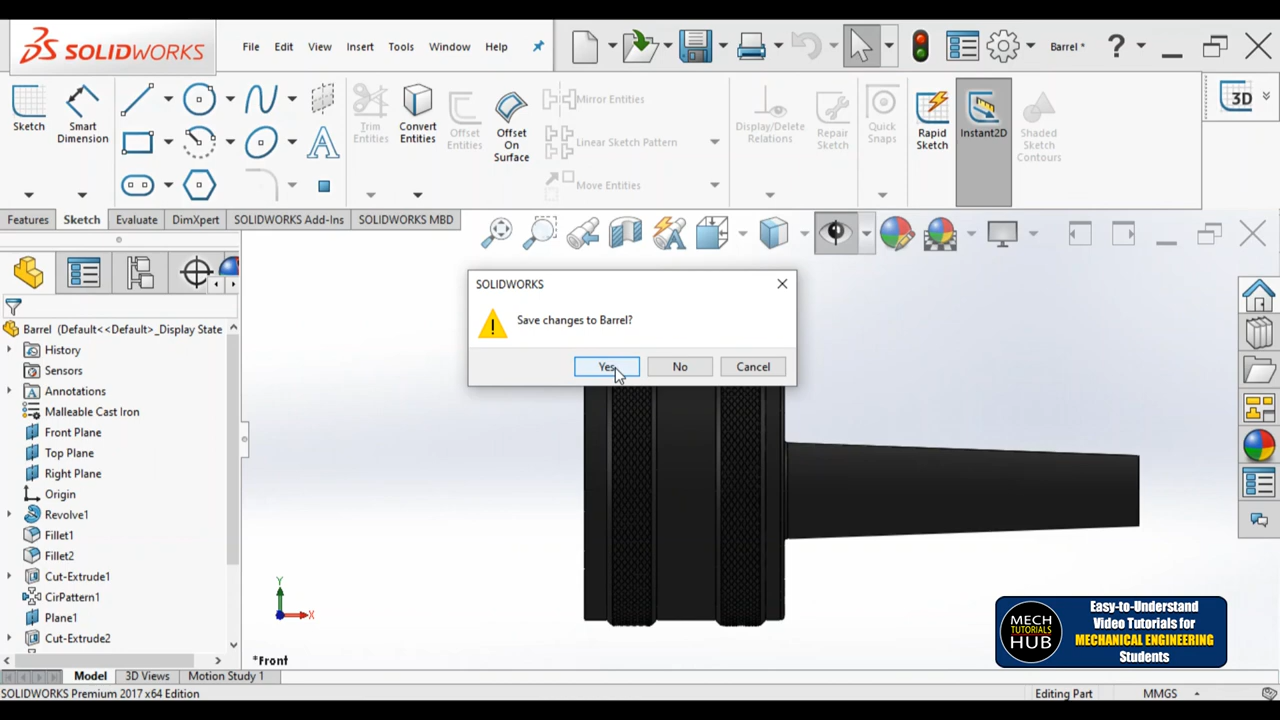 SOLIDWORKS
File Edit View Insert Tools Window Help
Barrel *
Sketch
Smart Dimension
Trim Entities
Convert Entities
Offset Entities
Offset On Surface
Mirror Entities
Linear Sketch Pattern
Move Entities
Display/Delete Relations
Repair Sketch
Quick Snaps
Rapid Sketch
Instant2D
Shaded Sketch Contours
3D
Features Sketch Evaluate DimXpert SOLIDWORKS Add-Ins SOLIDWORKS MBD
Barrel (Default<<Default>_Display State
History
Sensors
Annotations
Malleable Cast Iron
Front Plane
Top Plane
Right Plane
Origin
Revolve1
Fillet1
Fillet2
Cut-Extrude1
CirPattern1
Plane1
Cut-Extrude2
SOLIDWORKS
Save changes to Barrel?
Yes No Cancel
Y
X
*Front
MECH
TUTORIALS
HUB
Easy-to-Understand
Video Tutorials for
MECHANICAL ENGINEERING
Students
Model 3D Views Motion Study 1
SOLIDWORKS Premium 2017 x64 Edition
Editing Part
MMGS